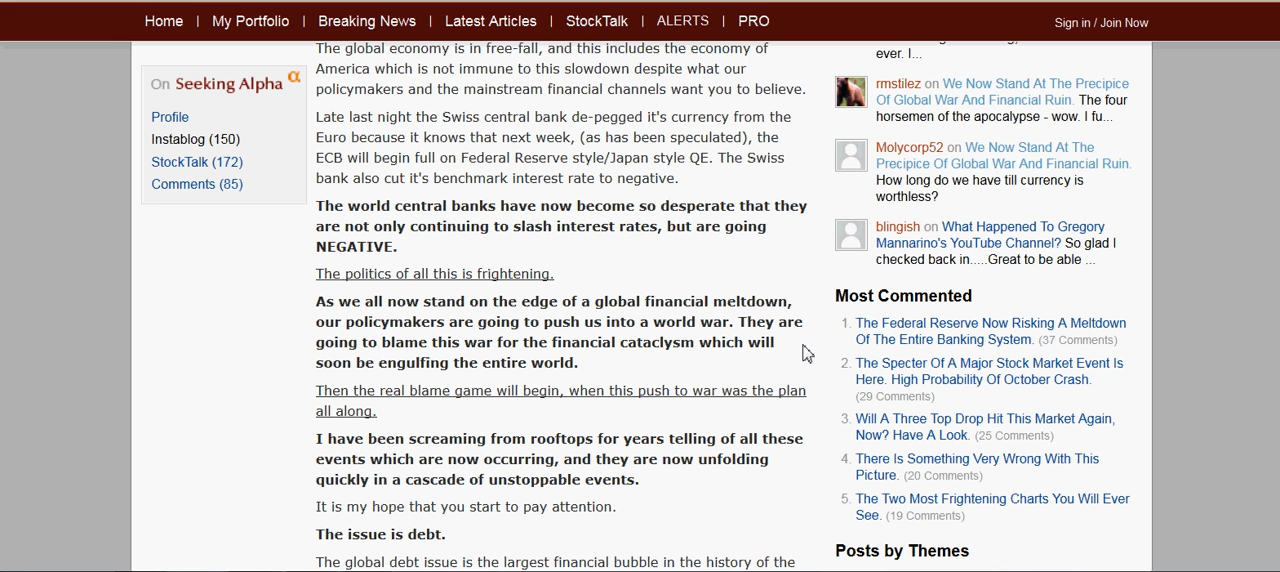 Home | My Portfolio | Breaking News | Latest Articles | StockTalk | ALERTS | PRO
Sign in / Join Now
On Seeking Alpha α
Profile
Instablog (150)
StockTalk (172)
Comments (85)
The global economy is in free-fall, and this includes the economy of
America which is not immune to this slowdown despite what our
policymakers and the mainstream financial channels want you to believe.
Late last night the Swiss central bank de-pegged it's currency from the
Euro because it knows that next week, (as has been speculated), the
ECB will begin full on Federal Reserve style/Japan style QE. The Swiss
bank also cut it's benchmark interest rate to negative.
The world central banks have now become so desperate that they
are not only continuing to slash interest rates, but are going
NEGATIVE.
The politics of all this is frightening.
As we all now stand on the edge of a global financial meltdown,
our policymakers are going to push us into a world war. They are
going to blame this war for the financial cataclysm which will
soon be engulfing the entire world.
Then the real blame game will begin, when this push to war was the plan
all along.
I have been screaming from rooftops for years telling of all these
events which are now occurring, and they are now unfolding
quickly in a cascade of unstoppable events.
It is my hope that you start to pay attention.
The issue is debt.
The global debt issue is the largest financial bubble in the history of the
ever. I...
rmstilez on We Now Stand At The Precipice
Of Global War And Financial Ruin. The four
horsemen of the apocalypse - wow. I fu...
Molycorp52 on We Now Stand At The
Precipice Of Global War And Financial Ruin.
How long do we have till currency is
worthless?
blingish on What Happened To Gregory
Mannarino's YouTube Channel? So glad I
checked back in.....Great to be able ...
Most Commented
1. The Federal Reserve Now Risking A Meltdown
Of The Entire Banking System. (37 Comments)
2. The Specter Of A Major Stock Market Event Is
Here. High Probability Of October Crash.
(29 Comments)
3. Will A Three Top Drop Hit This Market Again,
Now? Have A Look. (25 Comments)
4. There Is Something Very Wrong With This
Picture. (20 Comments)
5. The Two Most Frightening Charts You Will Ever
See. (19 Comments)
Posts by Themes